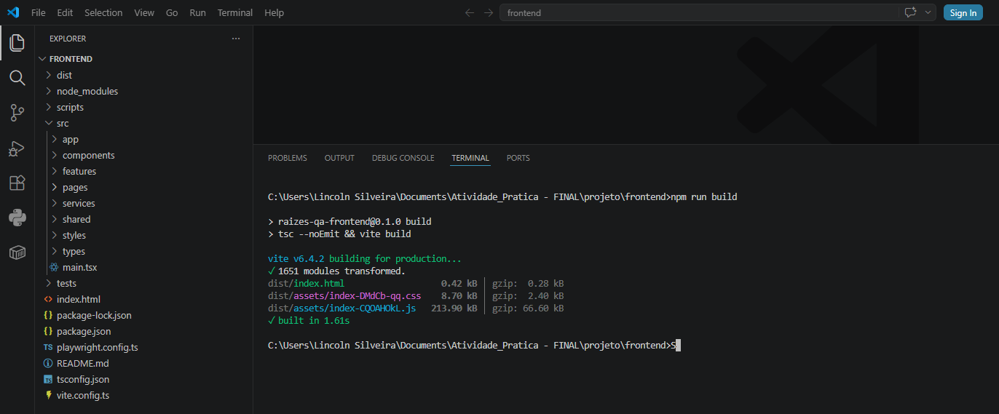 File Edit Selection View Go Run Terminal Help
frontend
Sign In
EXPLORER
FRONTEND
dist
node_modules
scripts
src
app
components
features
pages
services
shared
styles
types
main.tsx
tests
index.html
package-lock.json
package.json
TS playwright.config.ts
README.md
TS tsconfig.json
vite.config.ts
PROBLEMS OUTPUT DEBUG CONSOLE TERMINAL PORTS
C:\Users\Lincoln Silveira\Documents\Atividade_Pratica - FINAL\projeto\frontend>npm run build
> raizes-qa-frontend@0.1.0 build
> tsc --noEmit && vite build
vite v6.4.2 building for production...
✓ 1651 modules transformed.
dist/index.html 0.42 kB │ gzip: 0.28 kB
dist/assets/index-DMdCb-qq.css 8.70 kB │ gzip: 2.40 kB
dist/assets/index-CQOAHOkL.js 213.90 kB │ gzip: 66.60 kB
✓ built in 1.61s
C:\Users\Lincoln Silveira\Documents\Atividade_Pratica - FINAL\projeto\frontend>S